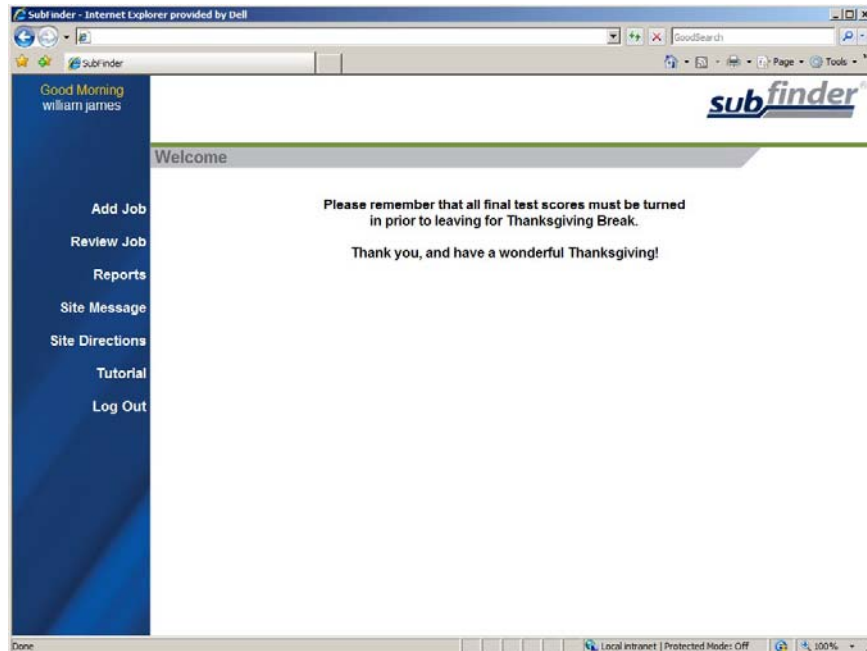 SubFinder - Internet Explorer provided by Dell
GoodSearch
SubFinder
Page
Tools
Good Morning
william james
subfinder®
Welcome
Add Job
Review Job
Reports
Site Message
Site Directions
Tutorial
Log Out
Please remember that all final test scores must be turned
in prior to leaving for Thanksgiving Break.
Thank you, and have a wonderful Thanksgiving!
Done
Local intranet | Protected Mode: Off
100%